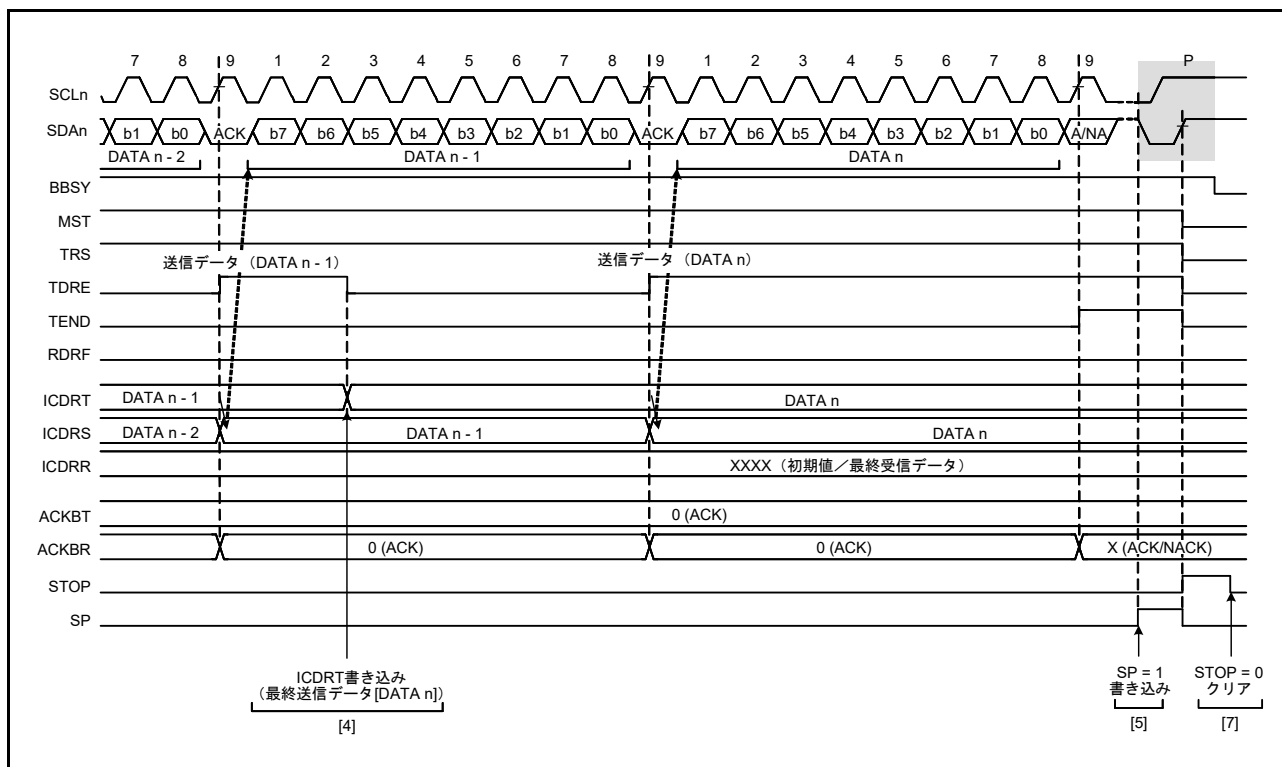 7 8 9 1 2 3 4 5 6 7 8 9 1 2 3 4 5 6 7 8 9 P
SCLn
SDAn b1 b0 ACK b7 b6 b5 b4 b3 b2 b1 b0 ACK b7 b6 b5 b4 b3 b2 b1 b0 A/NA
DATA n - 2 DATA n - 1 DATA n
BBSY
MST
TRS
送信データ（DATA n - 1） 送信データ（DATA n）
TDRE
TEND
RDRF
ICDRT DATA n - 1 DATA n
ICDRS DATA n - 2 DATA n - 1 DATA n
ICDRR XXXX（初期値／最終受信データ）
ACKBT 0 (ACK)
ACKBR 0 (ACK) 0 (ACK) X (ACK/NACK)
STOP
SP
ICDRT書き込み
（最終送信データ[DATA n]）
[4]
SP = 1
書き込み
[5]
STOP = 0
クリア
[7]